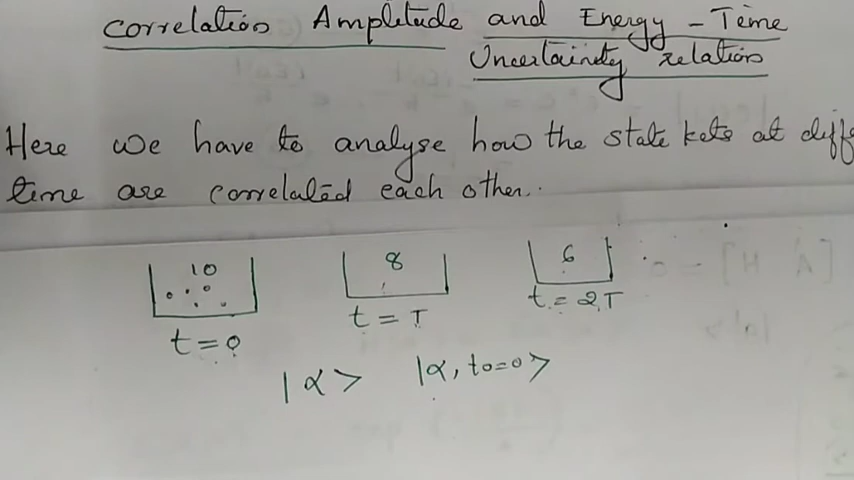 Correlation Amplitude and Energy - Time
Uncertainity relation
Here we have to analyse how the state kets at diff
time are correlated each other.
10 8 6
t = 0 t = T t = 2T
|α> |α, t0=0>